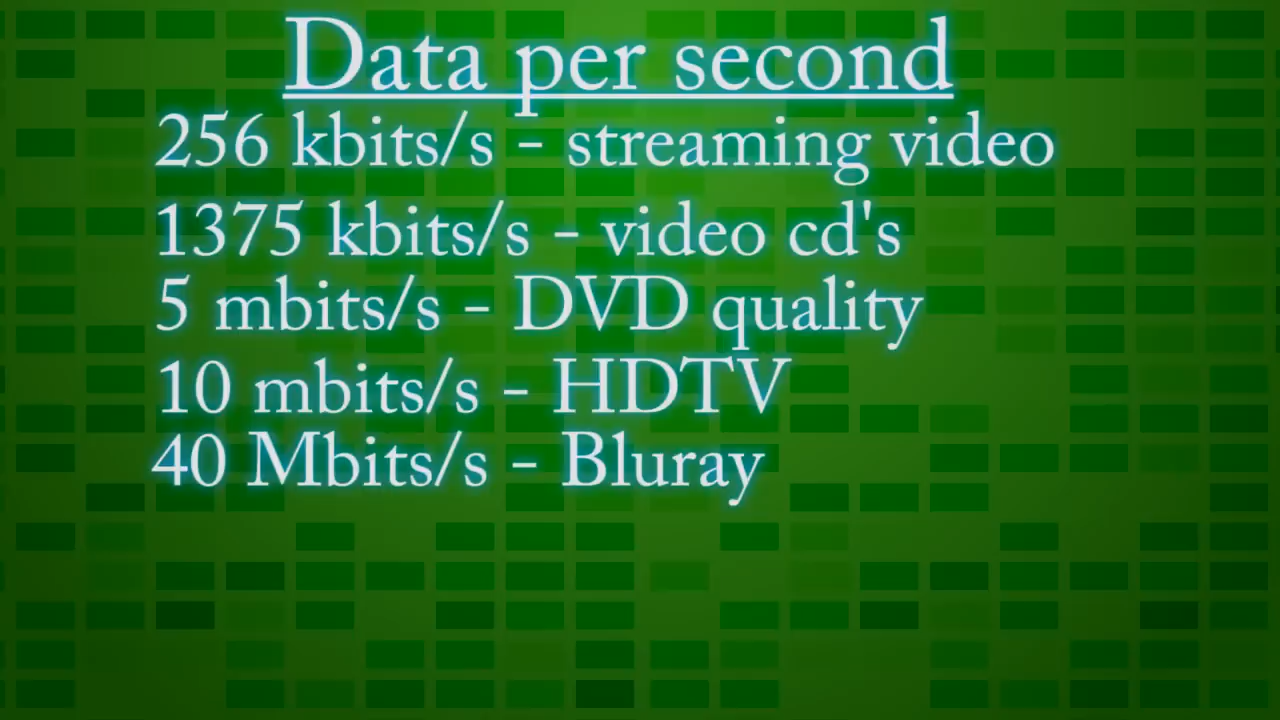 Data per second
256 kbits/s - streaming video
1375 kbits/s - video cd's
5 mbits/s - DVD quality
10 mbits/s - HDTV
40 Mbits/s - Bluray